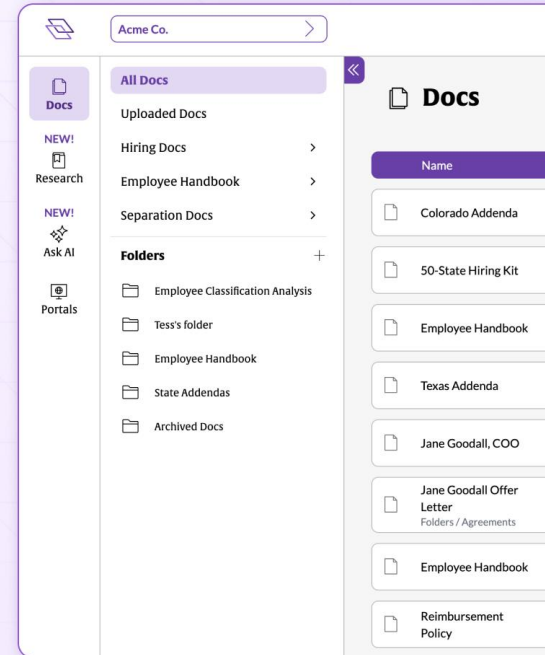 Acme Co.
Docs
NEW!
Research
NEW!
Ask AI
Portals
All Docs
Uploaded Docs
Hiring Docs
Employee Handbook
Separation Docs
Folders
Employee Classification Analysis
Tess's folder
Employee Handbook
State Addendas
Archived Docs
Docs
Name
Colorado Addenda
50-State Hiring Kit
Employee Handbook
Texas Addenda
Jane Goodall, COO
Jane Goodall Offer
Letter
Folders / Agreements
Employee Handbook
Reimbursement
Policy